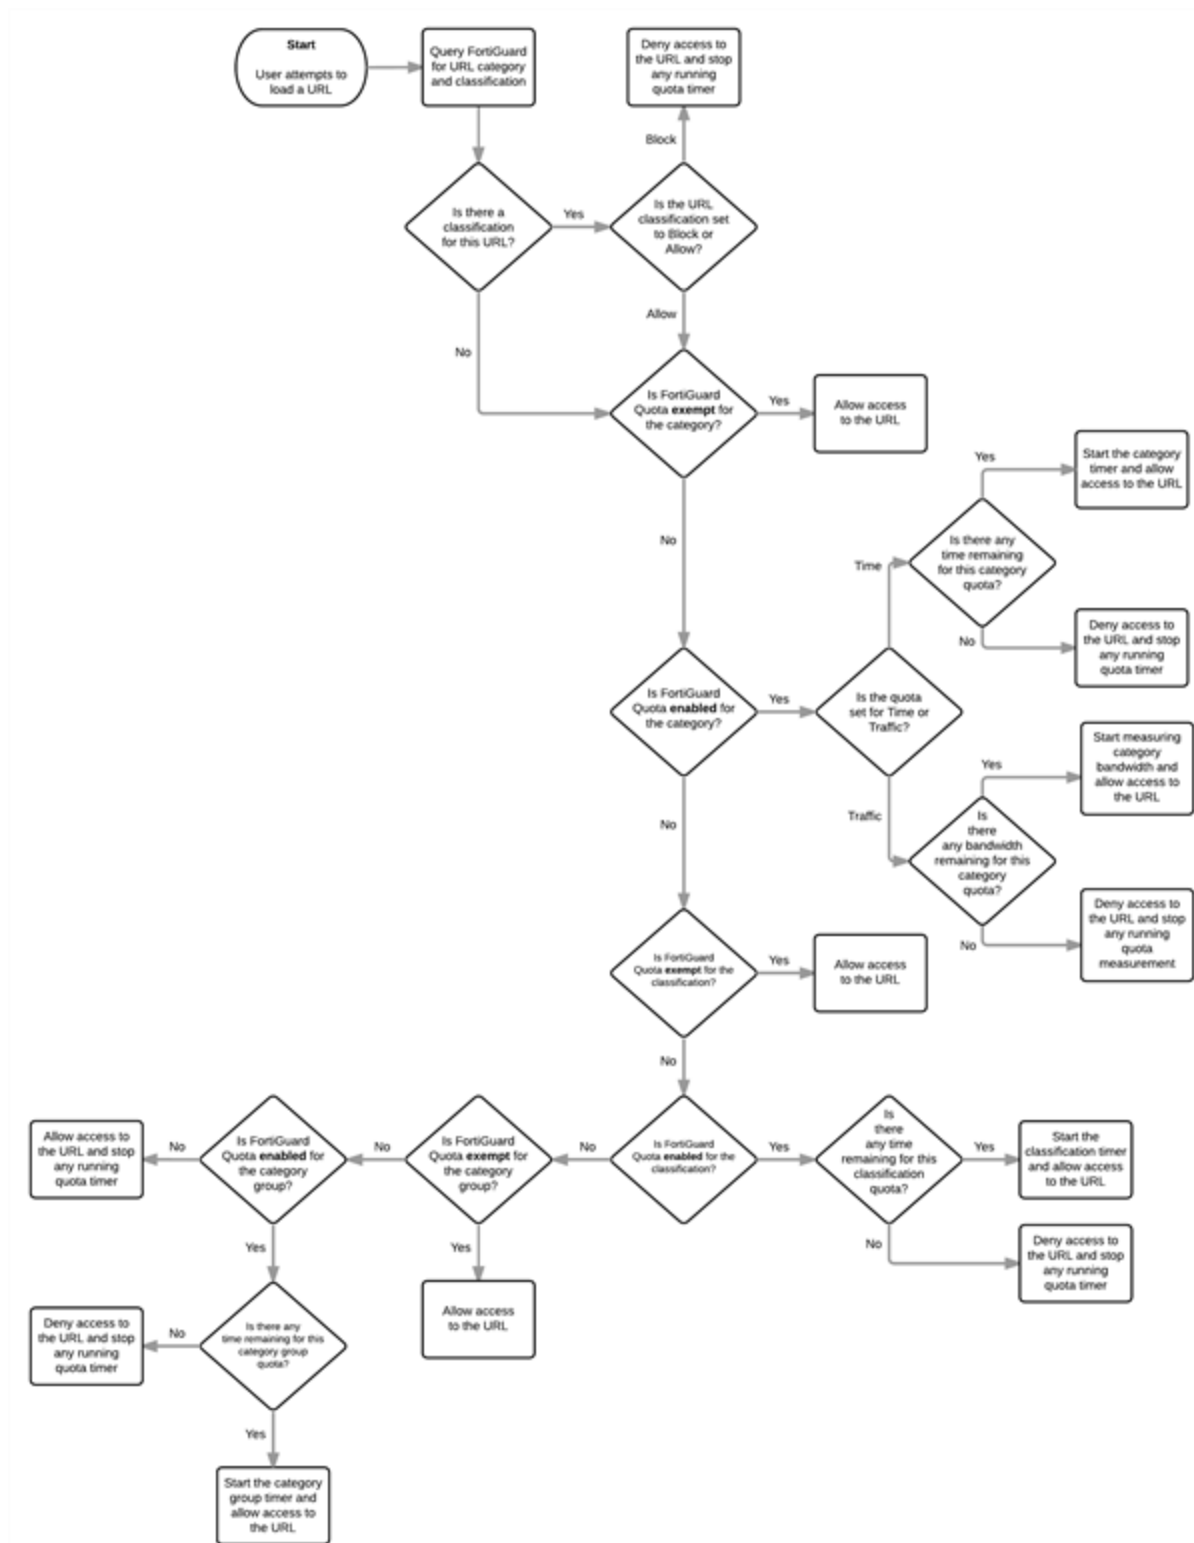 Start
User attempts to
load a URL
Query FortiGuard
for URL category
and classification
Deny access to
the URL and stop
any running
quota timer
Block
Is there a
classification
for this URL?
Yes
Is the URL
classification set
to Block or
Allow?
Allow
No
Is FortiGuard
Quota exempt for
the category?
Yes
Allow access
to the URL
Yes
Start the category
timer and allow
access to the URL
No
Time
Is there any
time remaining
for this category
quota?
No
Deny access to
the URL and stop
any running
quota timer
Is FortiGuard
Quota enabled for
the category?
Yes
Is the quota
set for Time or
Traffic?
Yes
Start measuring
category
bandwidth and
allow access to
the URL
No
Traffic
Is
there
any bandwidth
remaining for this
category
quota?
No
Deny access to
the URL and stop
any running
quota
measurement
Is FortiGuard
Quota exempt for the
classification?
Yes
Allow access
to the URL
No
Allow access to
the URL and stop
any running
quota timer
No
Is FortiGuard
Quota enabled for
the category
group?
No
Is FortiGuard
Quota exempt for
the category
group?
No
Is FortiGuard
Quota enabled for the
classification?
Yes
Is
there
any time
remaining for this
classification
quota?
Yes
Start the
classification timer
and allow access
to the URL
Yes
Yes
No
Deny access to
the URL and stop
any running
quota timer
Allow access
to the URL
Deny access to
the URL and stop
any running
quota timer
No
Is there any
time remaining for this
category group
quota?
Yes
Start the category
group timer and
allow access to
the URL